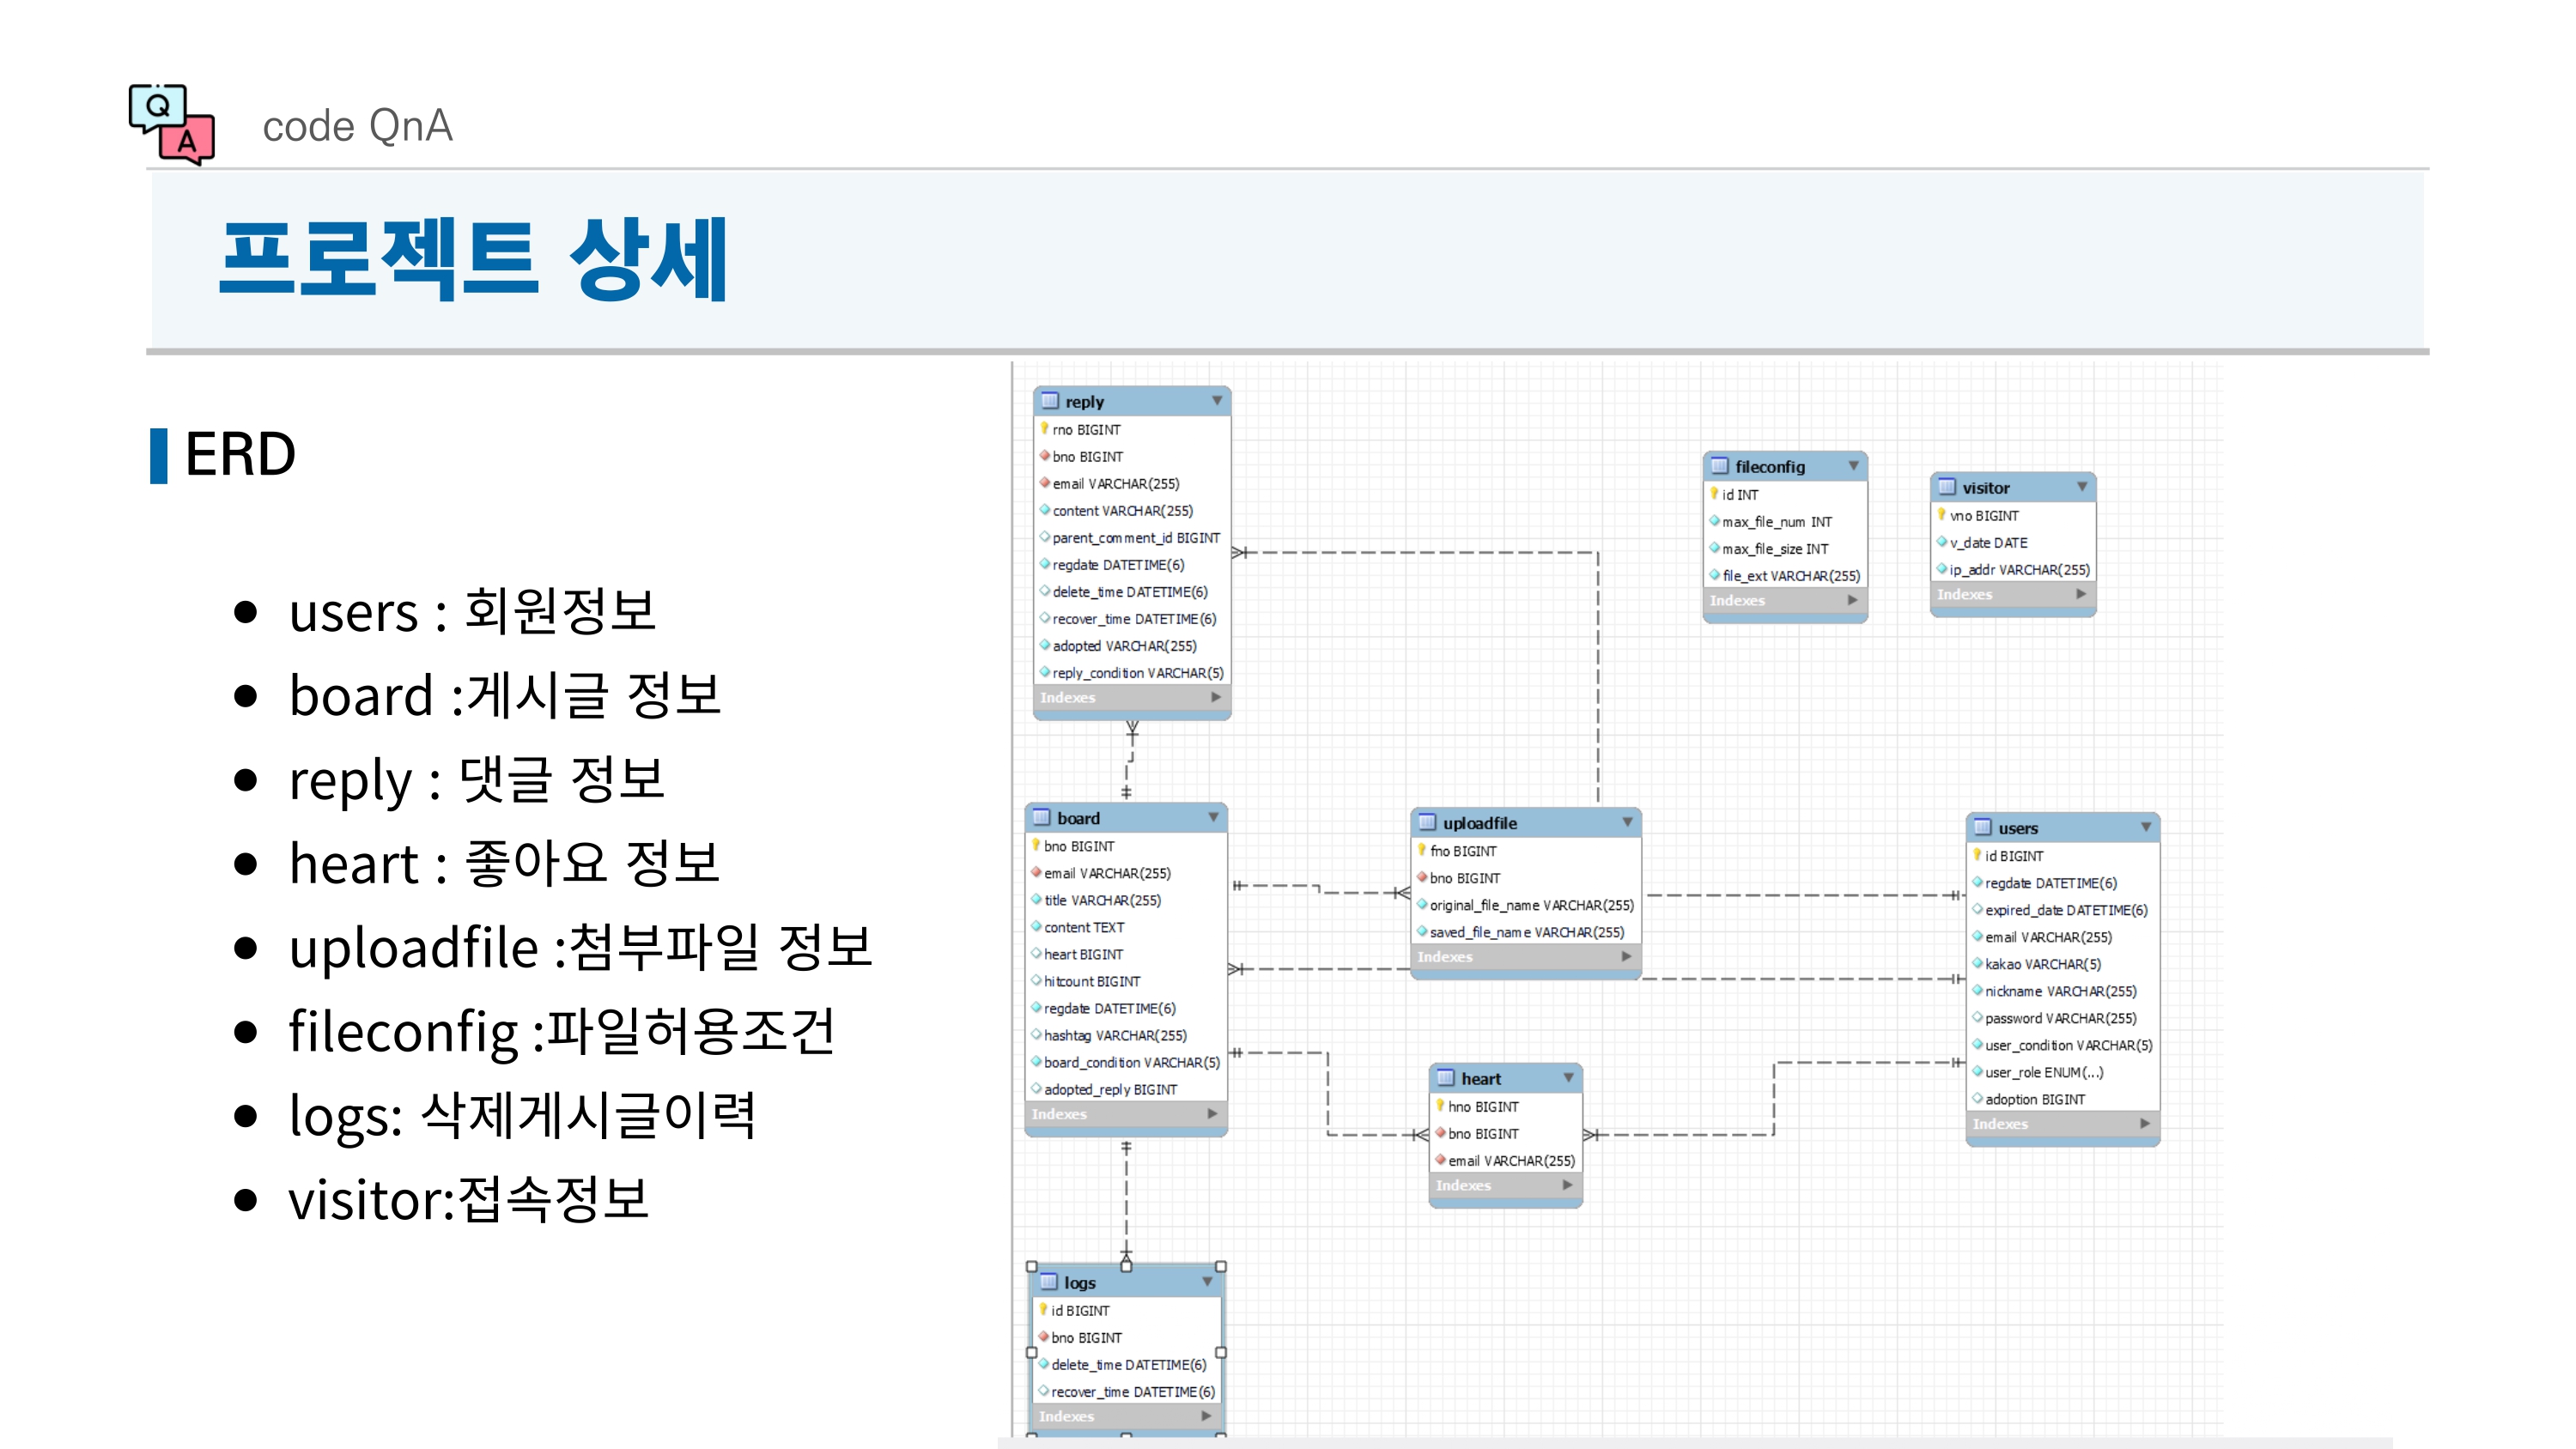 Q
A
code QnA
프로젝트 상세
ERD
users : 회원정보
board :게시글 정보
reply : 댓글 정보
heart : 좋아요 정보
uploadfile :첨부파일 정보
fileconfig :파일허용조건
logs: 삭제게시글이력
visitor:접속정보
reply
rno BIGINT
bno BIGINT
email VARCHAR(255)
content VARCHAR(255)
parent_comment_id BIGINT
regdate DATETIME(6)
delete_time DATETIME(6)
recover_time DATETIME(6)
adopted VARCHAR(255)
reply_condition VARCHAR(5)
Indexes
fileconfig
id INT
max_file_num INT
max_file_size INT
file_ext VARCHAR(255)
Indexes
visitor
vno BIGINT
v_date DATE
ip_addr VARCHAR(255)
Indexes
board
bno BIGINT
email VARCHAR(255)
title VARCHAR(255)
content TEXT
heart BIGINT
hitcount BIGINT
regdate DATETIME(6)
hashtag VARCHAR(255)
board_condition VARCHAR(5)
adopted_reply BIGINT
Indexes
uploadfile
fno BIGINT
bno BIGINT
original_file_name VARCHAR(255)
saved_file_name VARCHAR(255)
Indexes
users
id BIGINT
regdate DATETIME(6)
expired_date DATETIME(6)
email VARCHAR(255)
kakao VARCHAR(5)
nickname VARCHAR(255)
password VARCHAR(255)
user_condition VARCHAR(5)
user_role ENUM(...)
adoption BIGINT
Indexes
heart
hno BIGINT
bno BIGINT
email VARCHAR(255)
Indexes
logs
id BIGINT
bno BIGINT
delete_time DATETIME(6)
recover_time DATETIME(6)
Indexes